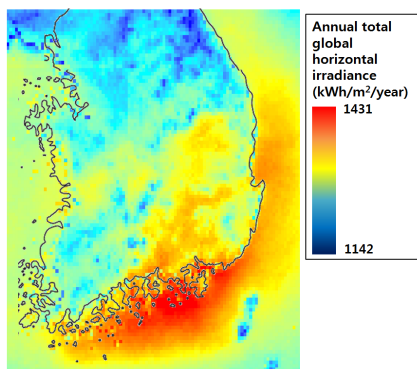 Annual total
global
horizontal
irradiance
(kWh/m²/year)
1431
1142